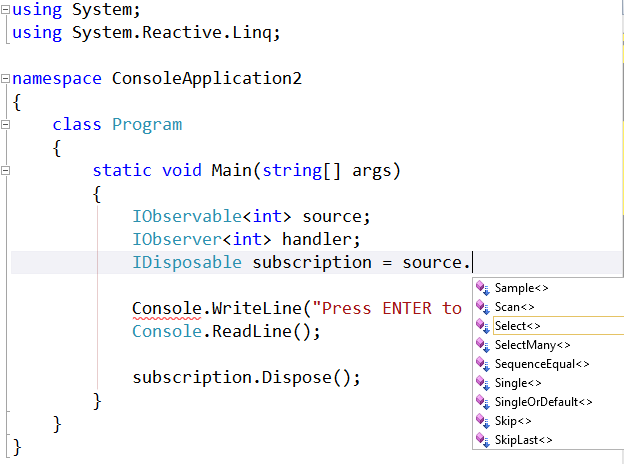 using System;
using System.Reactive.Linq;
namespace ConsoleApplication2
{
class Program
{
static void Main(string[] args)
{
IObservable<int> source;
IObserver<int> handler;
IDisposable subscription = source.
Console.WriteLine("Press ENTER to
Console.ReadLine();
subscription.Dispose();
}
}
}
Sample<>
Scan<>
Select<>
SelectMany<>
SequenceEqual<>
Single<>
SingleOrDefault<>
Skip<>
SkipLast<>